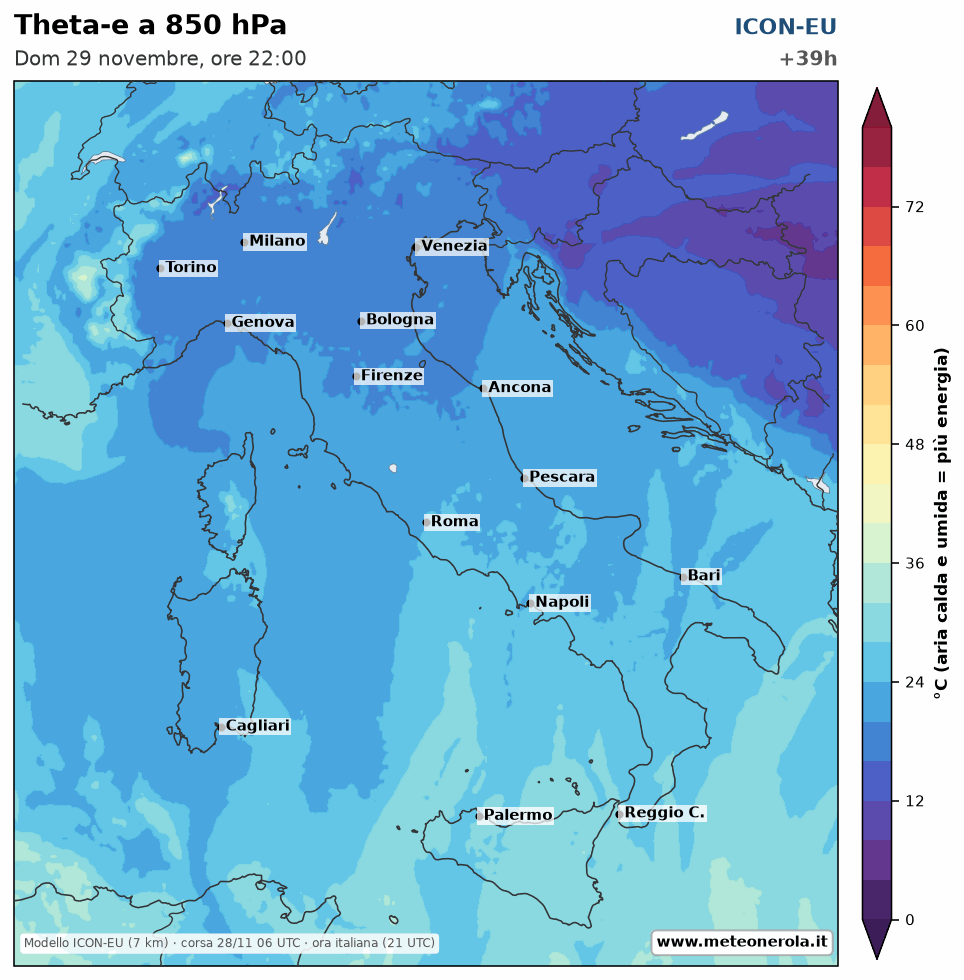 Theta-e a 850 hPa
ICON-EU
Dom 29 novembre, ore 22:00
+39h
Milano
Venezia
Torino
Genova
Bologna
Firenze
Ancona
Pescara
Roma
Bari
Napoli
Cagliari
Palermo
Reggio C.
72
60
48
36
24
12
0
°C (aria calda e umida = più energia)
Modello ICON-EU (7 km) · corsa 28/11 06 UTC · ora italiana (21 UTC)
www.meteonerola.it